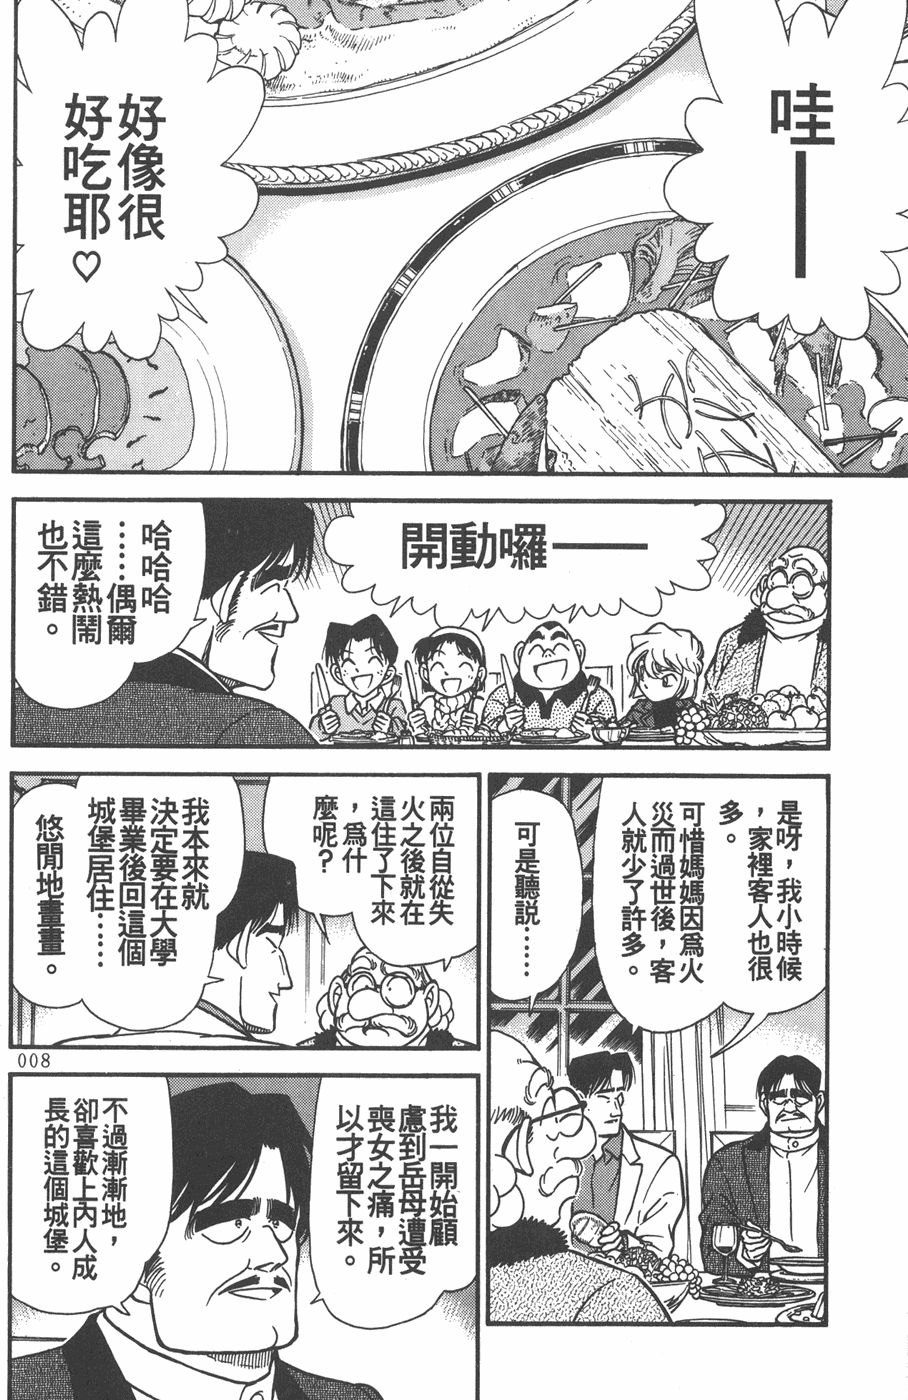 哇——
好像很
好吃耶♡
開動囉——
哈哈哈
……偶爾
這麼熱鬧
也不錯。
是呀，我小時候
，家裡客人也很
多。
可惜媽媽因爲火
災而過世後，客
人就少了許多。
可是聽說……
兩位自從失
火之後就在
這住了下來
，爲什
麼呢？
我本來就
決定要在大學
畢業後回這個
城堡居住……
悠閒地畫畫。
008
我一開始顧
慮到岳母遭受
喪女之痛，所
以才留下來。
不過漸漸地，
卻喜歡上內人成
長的這個城堡。